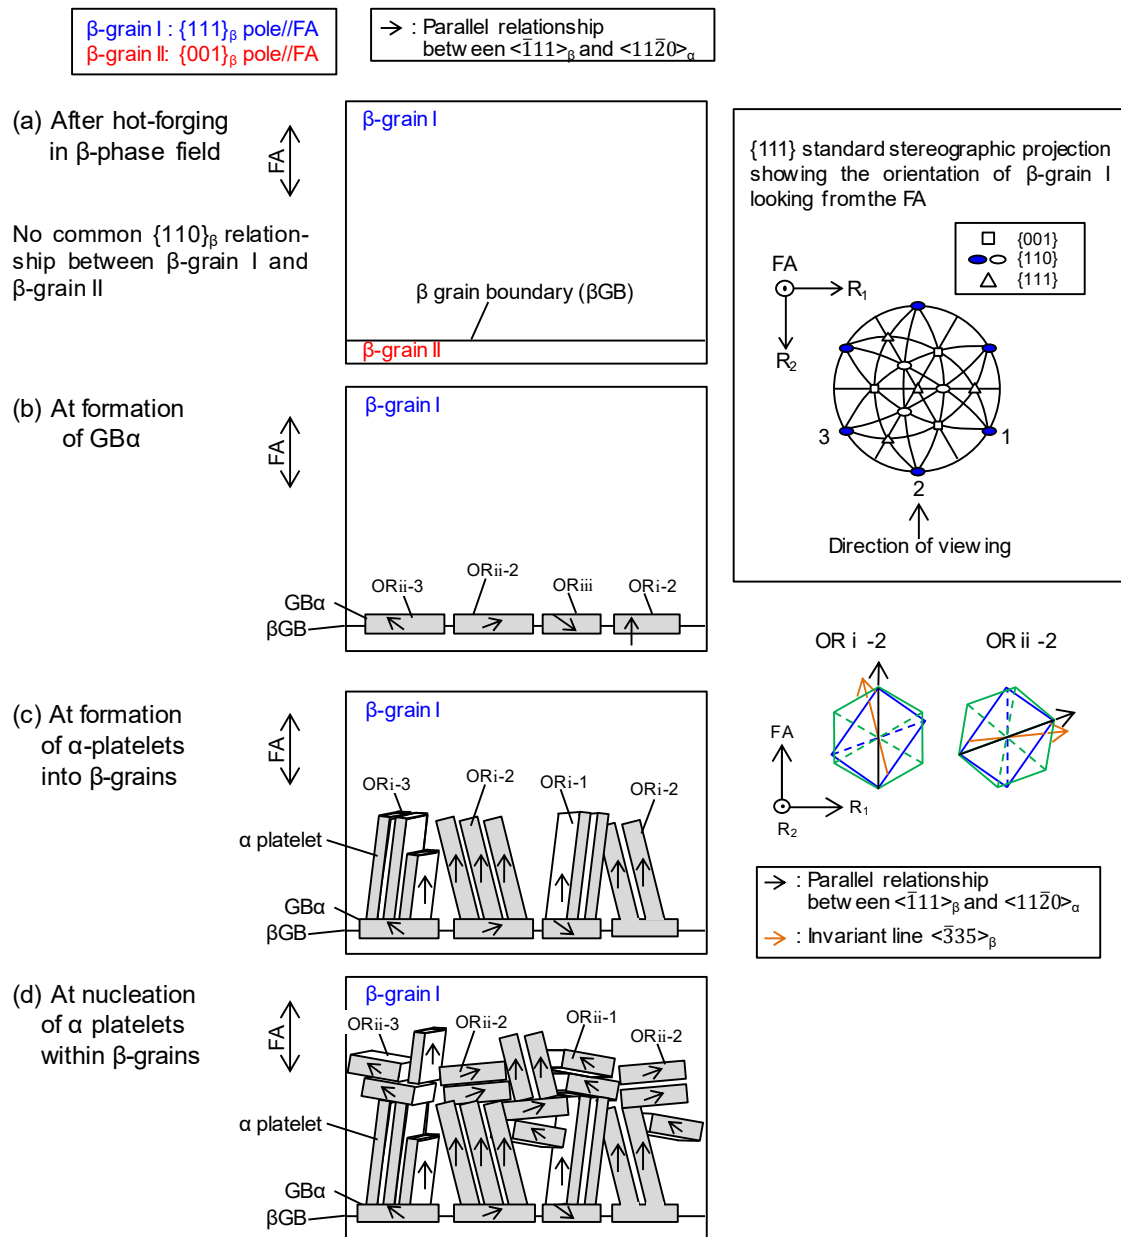 β-grain I : {111}β pole//FA
β-grain II: {001}β pole//FA
→ : Parallel relationship
between <1̄11>β and <112̄0>α
(a) After hot-forging
in β-phase field
FA
No common {110}β relation-
ship between β-grain I and
β-grain II
β-grain I
β grain boundary (βGB)
β-grain II
{111} standard stereographic projection
showing the orientation of β-grain I
looking from the FA
{001}
{110}
{111}
FA
R1
R2
3
1
2
Direction of viewing
(b) At formation
of GBα
FA
β-grain I
ORii-3
ORii-2
ORiii
ORi-2
GBα
βGB
(c) At formation
of α-platelets
into β-grains
FA
β-grain I
ORi-3
ORi-2
ORi-1
ORi-2
α platelet
GBα
βGB
OR i -2
OR ii -2
FA
R1
R2
→ : Parallel relationship
between <1̄11>β and <112̄0>α
→ : Invariant line <3̄35>β
(d) At nucleation
of α platelets
within β-grains
FA
β-grain I
ORii-3
ORii-2
ORii-1
ORii-2
α platelet
GBα
βGB